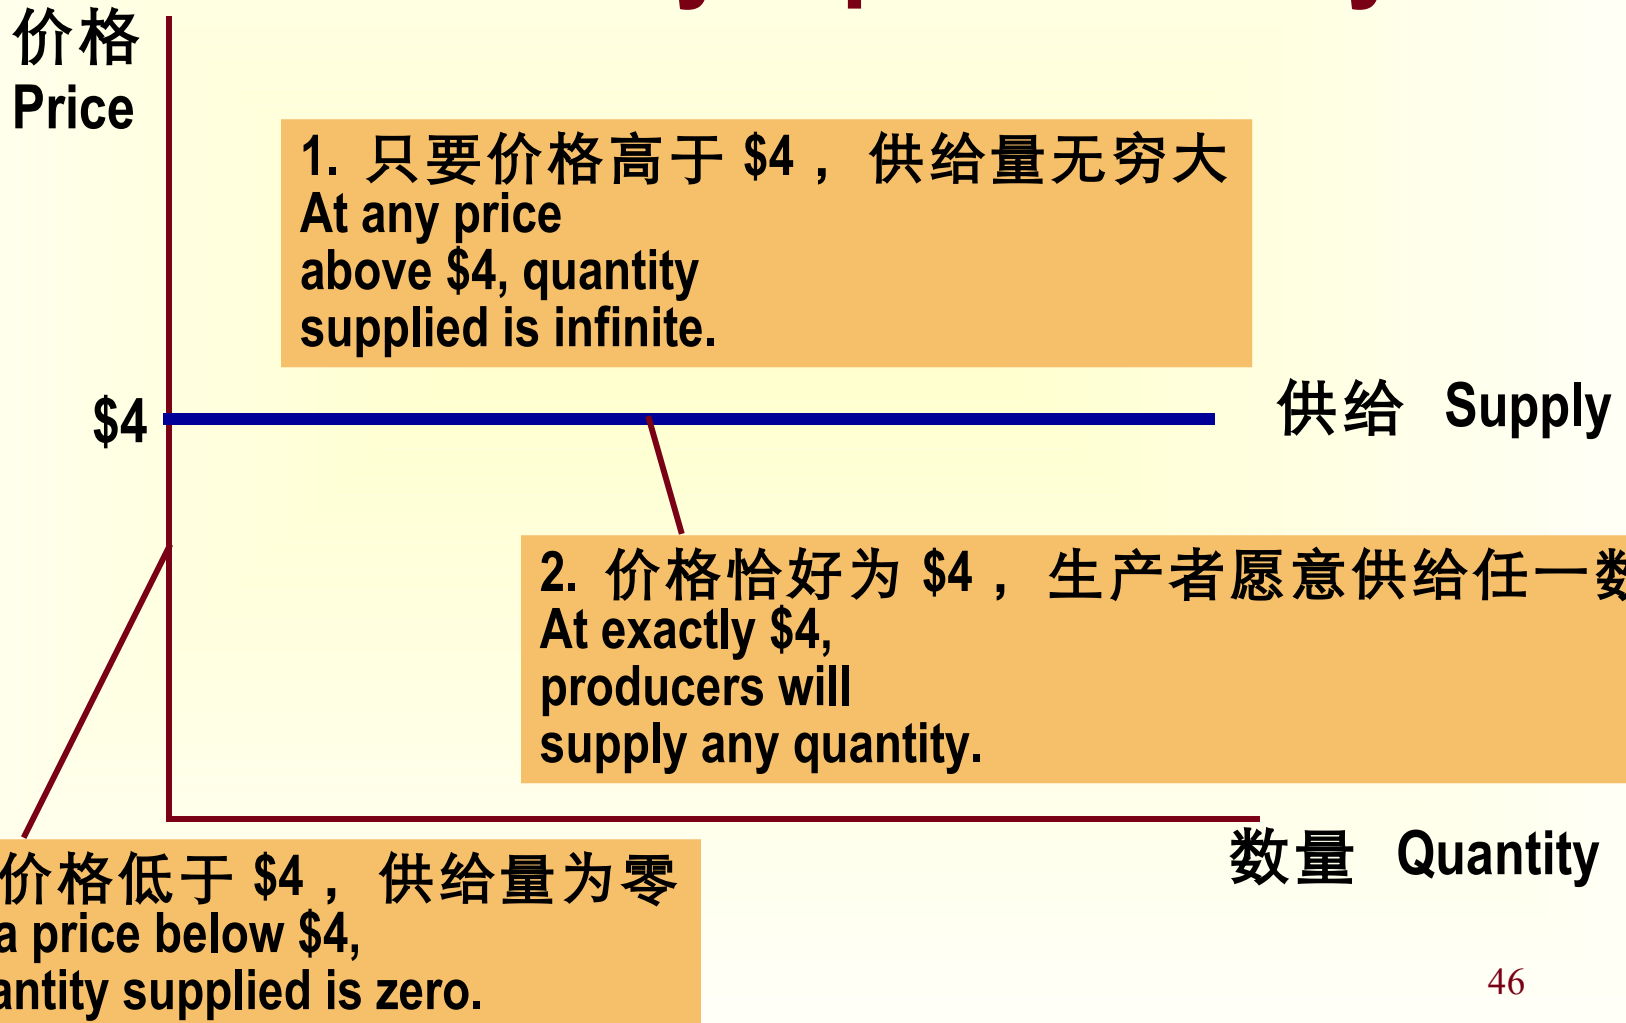 价格
Price
1. 只要价格高于 $4，供给量无穷大
At any price
above $4, quantity
supplied is infinite.
$4
供给 Supply
2. 价格恰好为 $4，生产者愿意供给任一数
At exactly $4,
producers will
supply any quantity.
数量 Quantity
价格低于 $4，供给量为零
a price below $4,
antity supplied is zero.
46